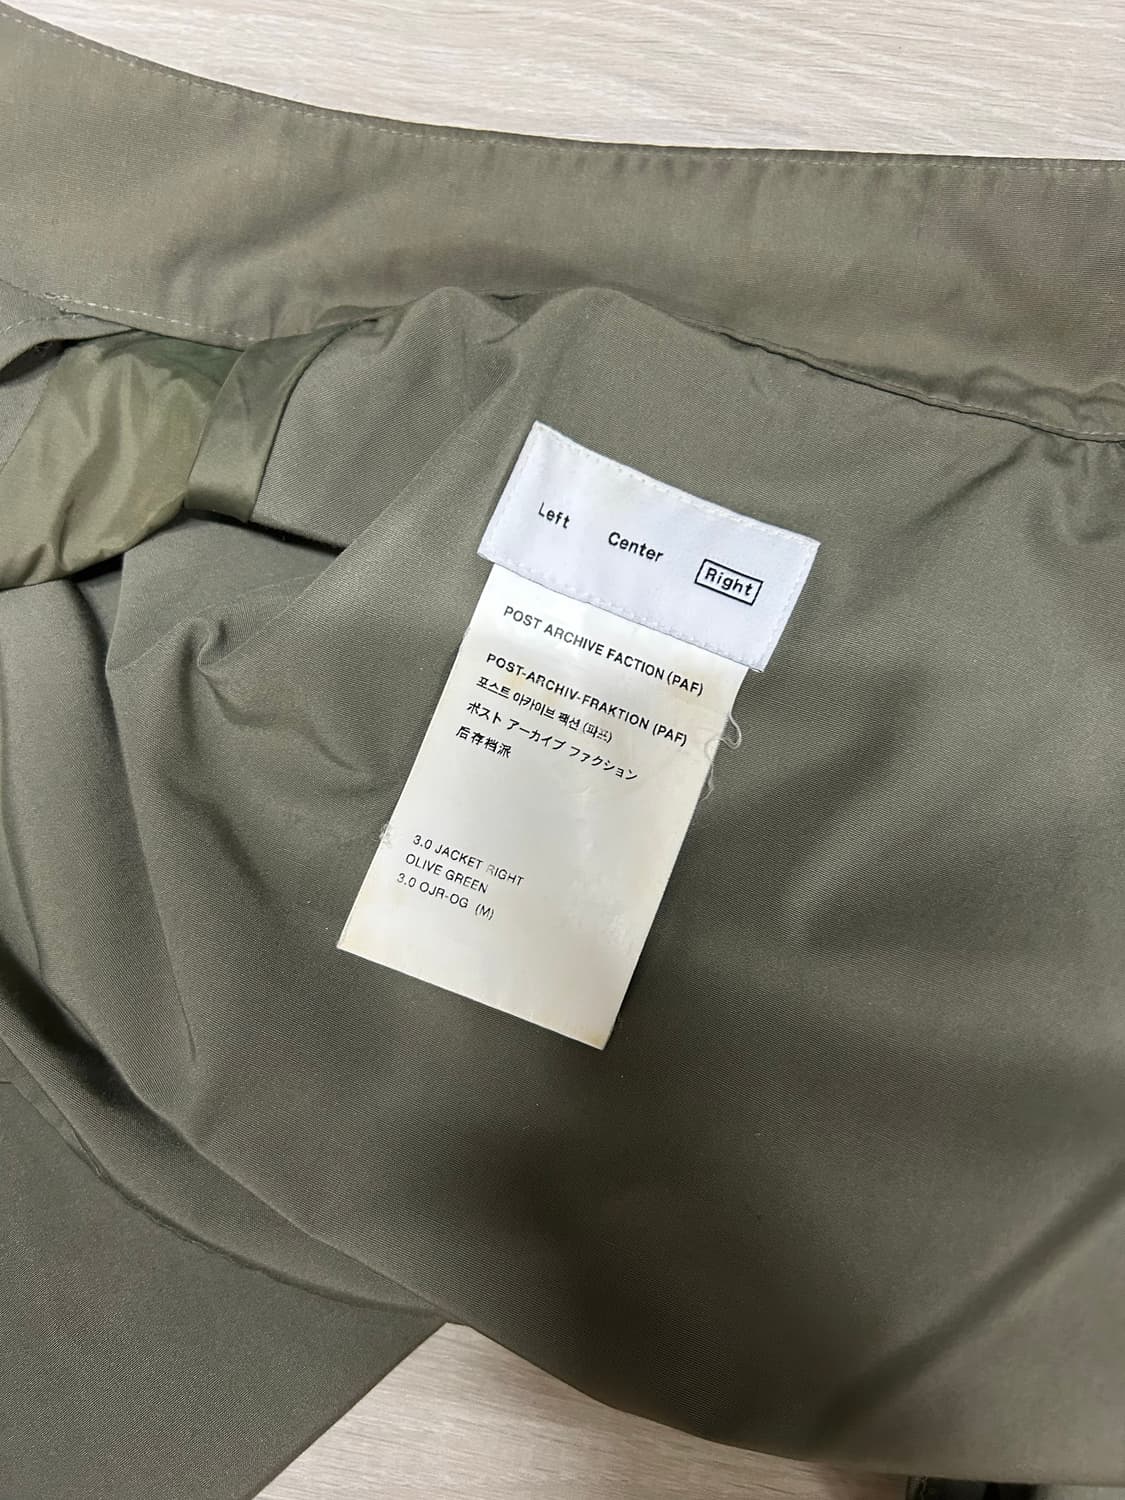 Left Center Right
POST ARCHIVE FACTION (PAF)
POST-ARCHIV-FRAKTION (PAF)
포스트 아카이브 팩션 (파프)
ポスト アーカイブ ファクション
后存档派
3.0 JACKET RIGHT
OLIVE GREEN
3.0 OJR-OG (M)